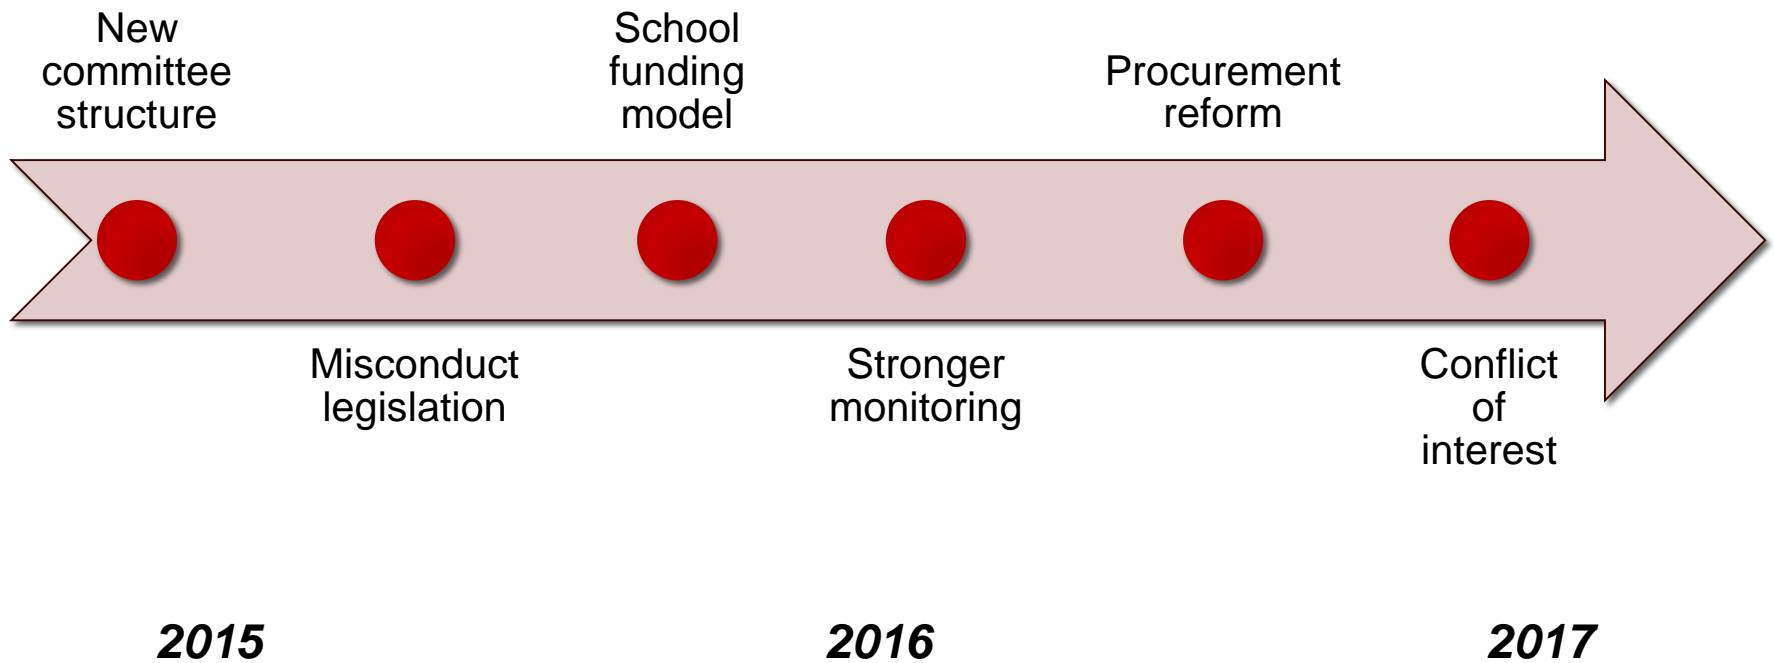 New
committee
structure
School
funding
model
Procurement
reform
Misconduct
legislation
Stronger
monitoring
Conflict
of
interest
2015
2016
2017